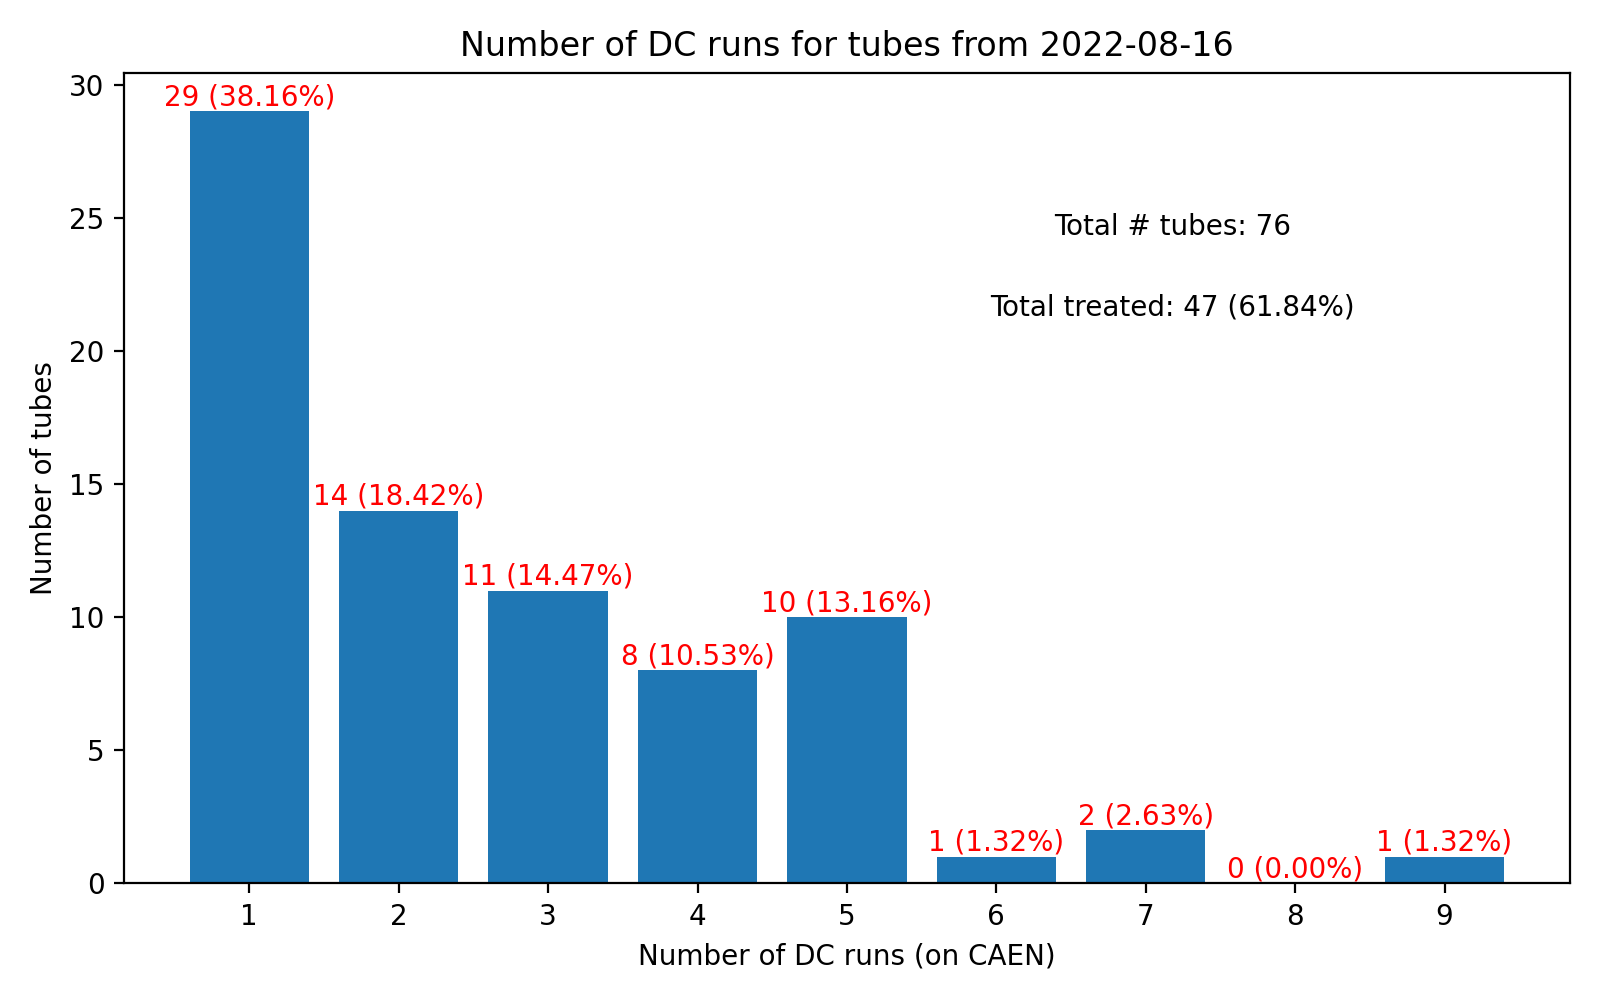 Number of DC runs for tubes from 2022-08-16
30
25
20
15
10
5
0
Number of tubes
29 (38.16%)
14 (18.42%)
11 (14.47%)
8 (10.53%)
10 (13.16%)
1 (1.32%)
2 (2.63%)
0 (0.00%)
1 (1.32%)
Total # tubes: 76
Total treated: 47 (61.84%)
1 2 3 4 5 6 7 8 9
Number of DC runs (on CAEN)